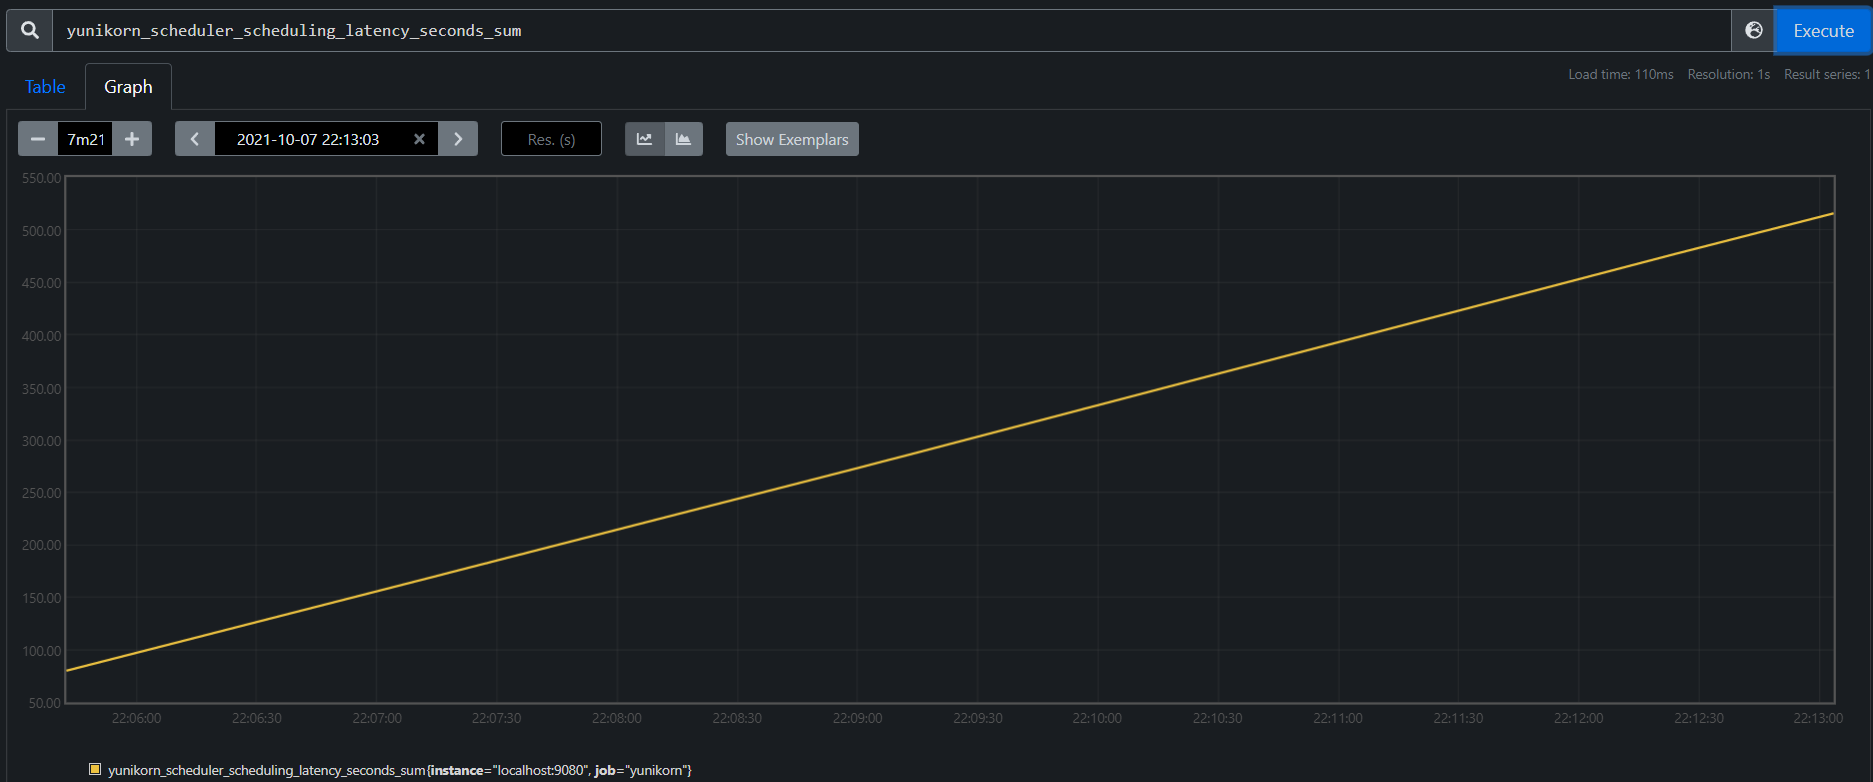 yunikorn_scheduler_scheduling_latency_seconds_sum
Execute
Table
Graph
Load time: 110ms Resolution: 1s Result series: 1
7m21
2021-10-07 22:13:03
Res. (s)
Show Exemplars
550.00
500.00
450.00
400.00
350.00
300.00
250.00
200.00
150.00
100.00
50.00
22:06:00 22:06:30 22:07:00 22:07:30 22:08:00 22:08:30 22:09:00 22:09:30 22:10:00 22:10:30 22:11:00 22:11:30 22:12:00 22:12:30 22:13:00
yunikorn_scheduler_scheduling_latency_seconds_sum{instance="localhost:9080", job="yunikorn"}